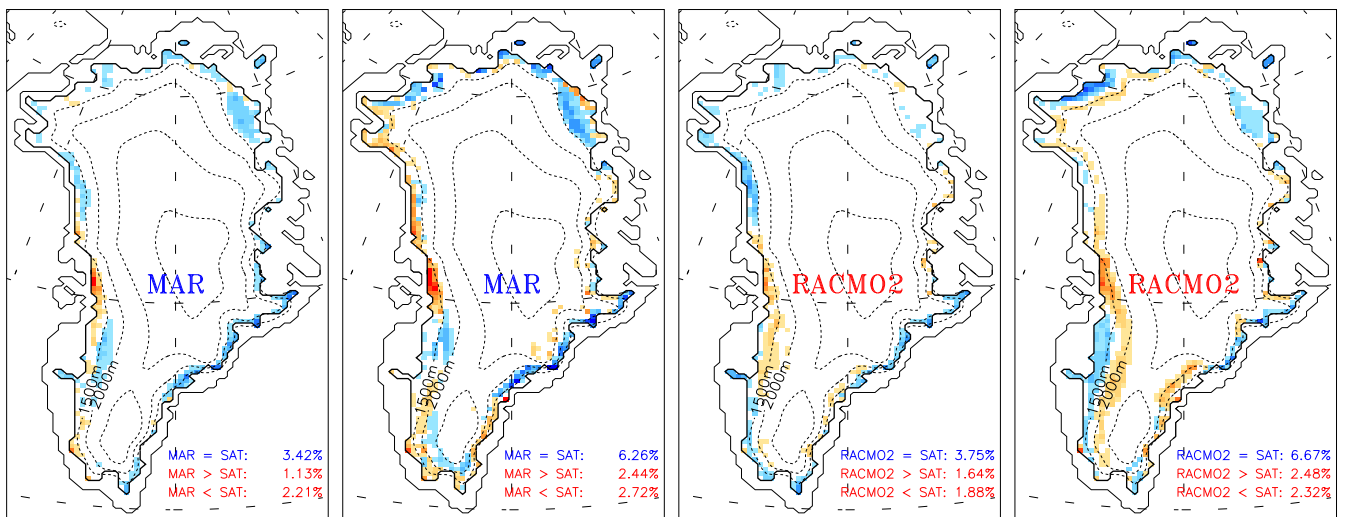 MAR
1500m
2000m
MAR = SAT: 3.42%
MAR > SAT: 1.13%
MAR < SAT: 2.21%
MAR
1500m
2000m
MAR = SAT: 6.26%
MAR > SAT: 2.44%
MAR < SAT: 2.72%
RACMO2
1500m
2000m
RACMO2 = SAT: 3.75%
RACMO2 > SAT: 1.64%
RACMO2 < SAT: 1.88%
RACMO2
1500m
2000m
RACMO2 = SAT: 6.67%
RACMO2 > SAT: 2.48%
RACMO2 < SAT: 2.32%